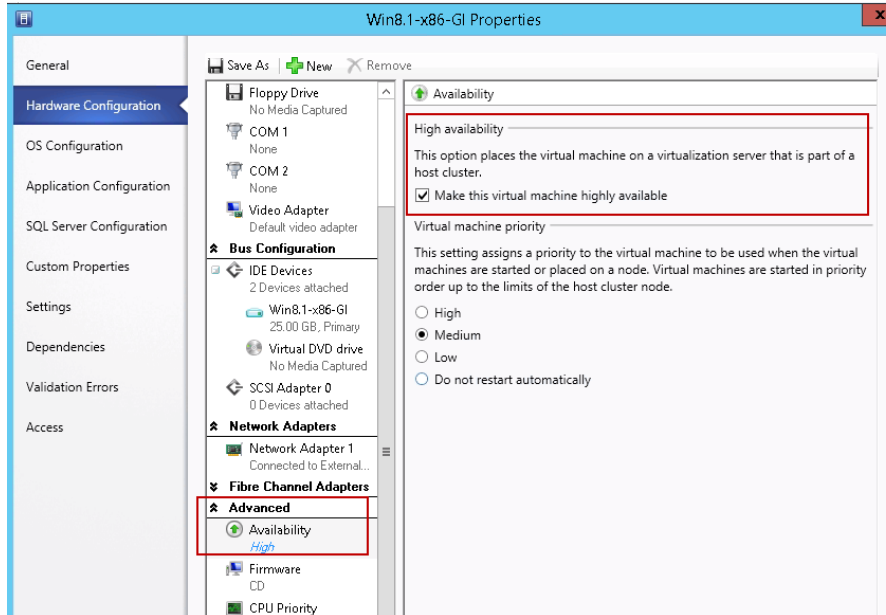 Win8.1-x86-GI Properties
x
General
Hardware Configuration
OS Configuration
Application Configuration
SQL Server Configuration
Custom Properties
Settings
Dependencies
Validation Errors
Access
Save As
New
Remove
Floppy Drive
No Media Captured
COM 1
None
COM 2
None
Video Adapter
Default video adapter
Bus Configuration
IDE Devices
2 Devices attached
Win8.1-x86-GI
25.00 GB, Primary
Virtual DVD drive
No Media Captured
SCSI Adapter 0
0 Devices attached
Network Adapters
Network Adapter 1
Connected to External...
Fibre Channel Adapters
Advanced
Availability
High
Firmware
CD
CPU Priority
Availability
High availability
This option places the virtual machine on a virtualization server that is part of a
host cluster.
Make this virtual machine highly available
Virtual machine priority
This setting assigns a priority to the virtual machine to be used when the virtual
machines are started or placed on a node. Virtual machines are started in priority
order up to the limits of the host cluster node.
High
Medium
Low
Do not restart automatically